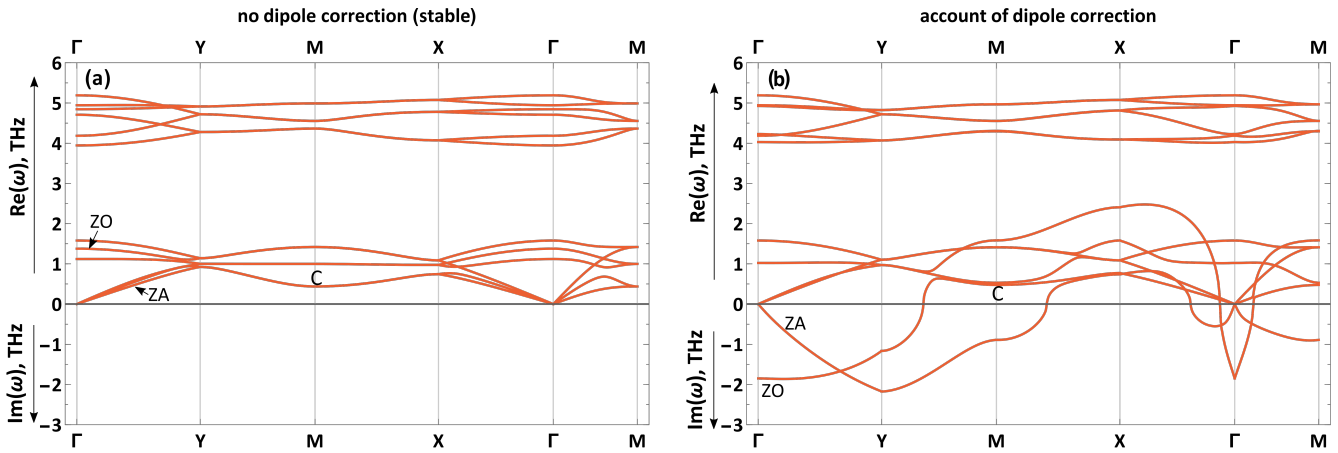 no dipole correction (stable)
Γ Y M X Γ M
(a)
6
5
4
3
2
1
0
−1
−2
−3
Re(ω), THz
Im(ω), THz
ZO
ZA
C
Γ Y M X Γ M
account of dipole correction
Γ Y M X Γ M
(b)
6
5
4
3
2
1
0
−1
−2
−3
Re(ω), THz
Im(ω), THz
C
ZA
ZO
Γ Y M X Γ M